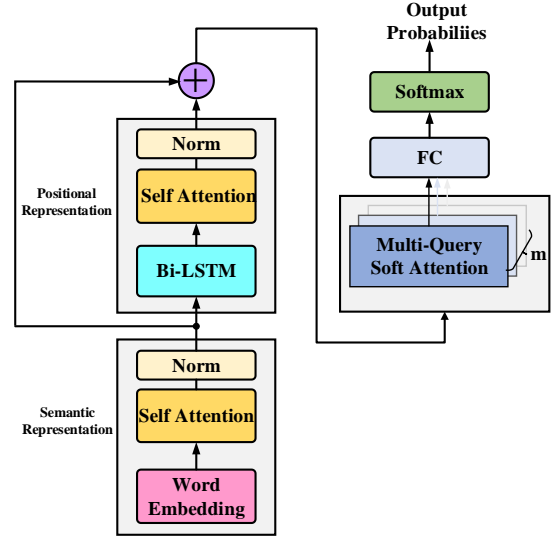 Output
Probabiliies
Softmax
FC
Multi-Query
Soft Attention
m
Norm
Self Attention
Bi-LSTM
Positional
Representation
Norm
Self Attention
Word
Embedding
Semantic
Representation